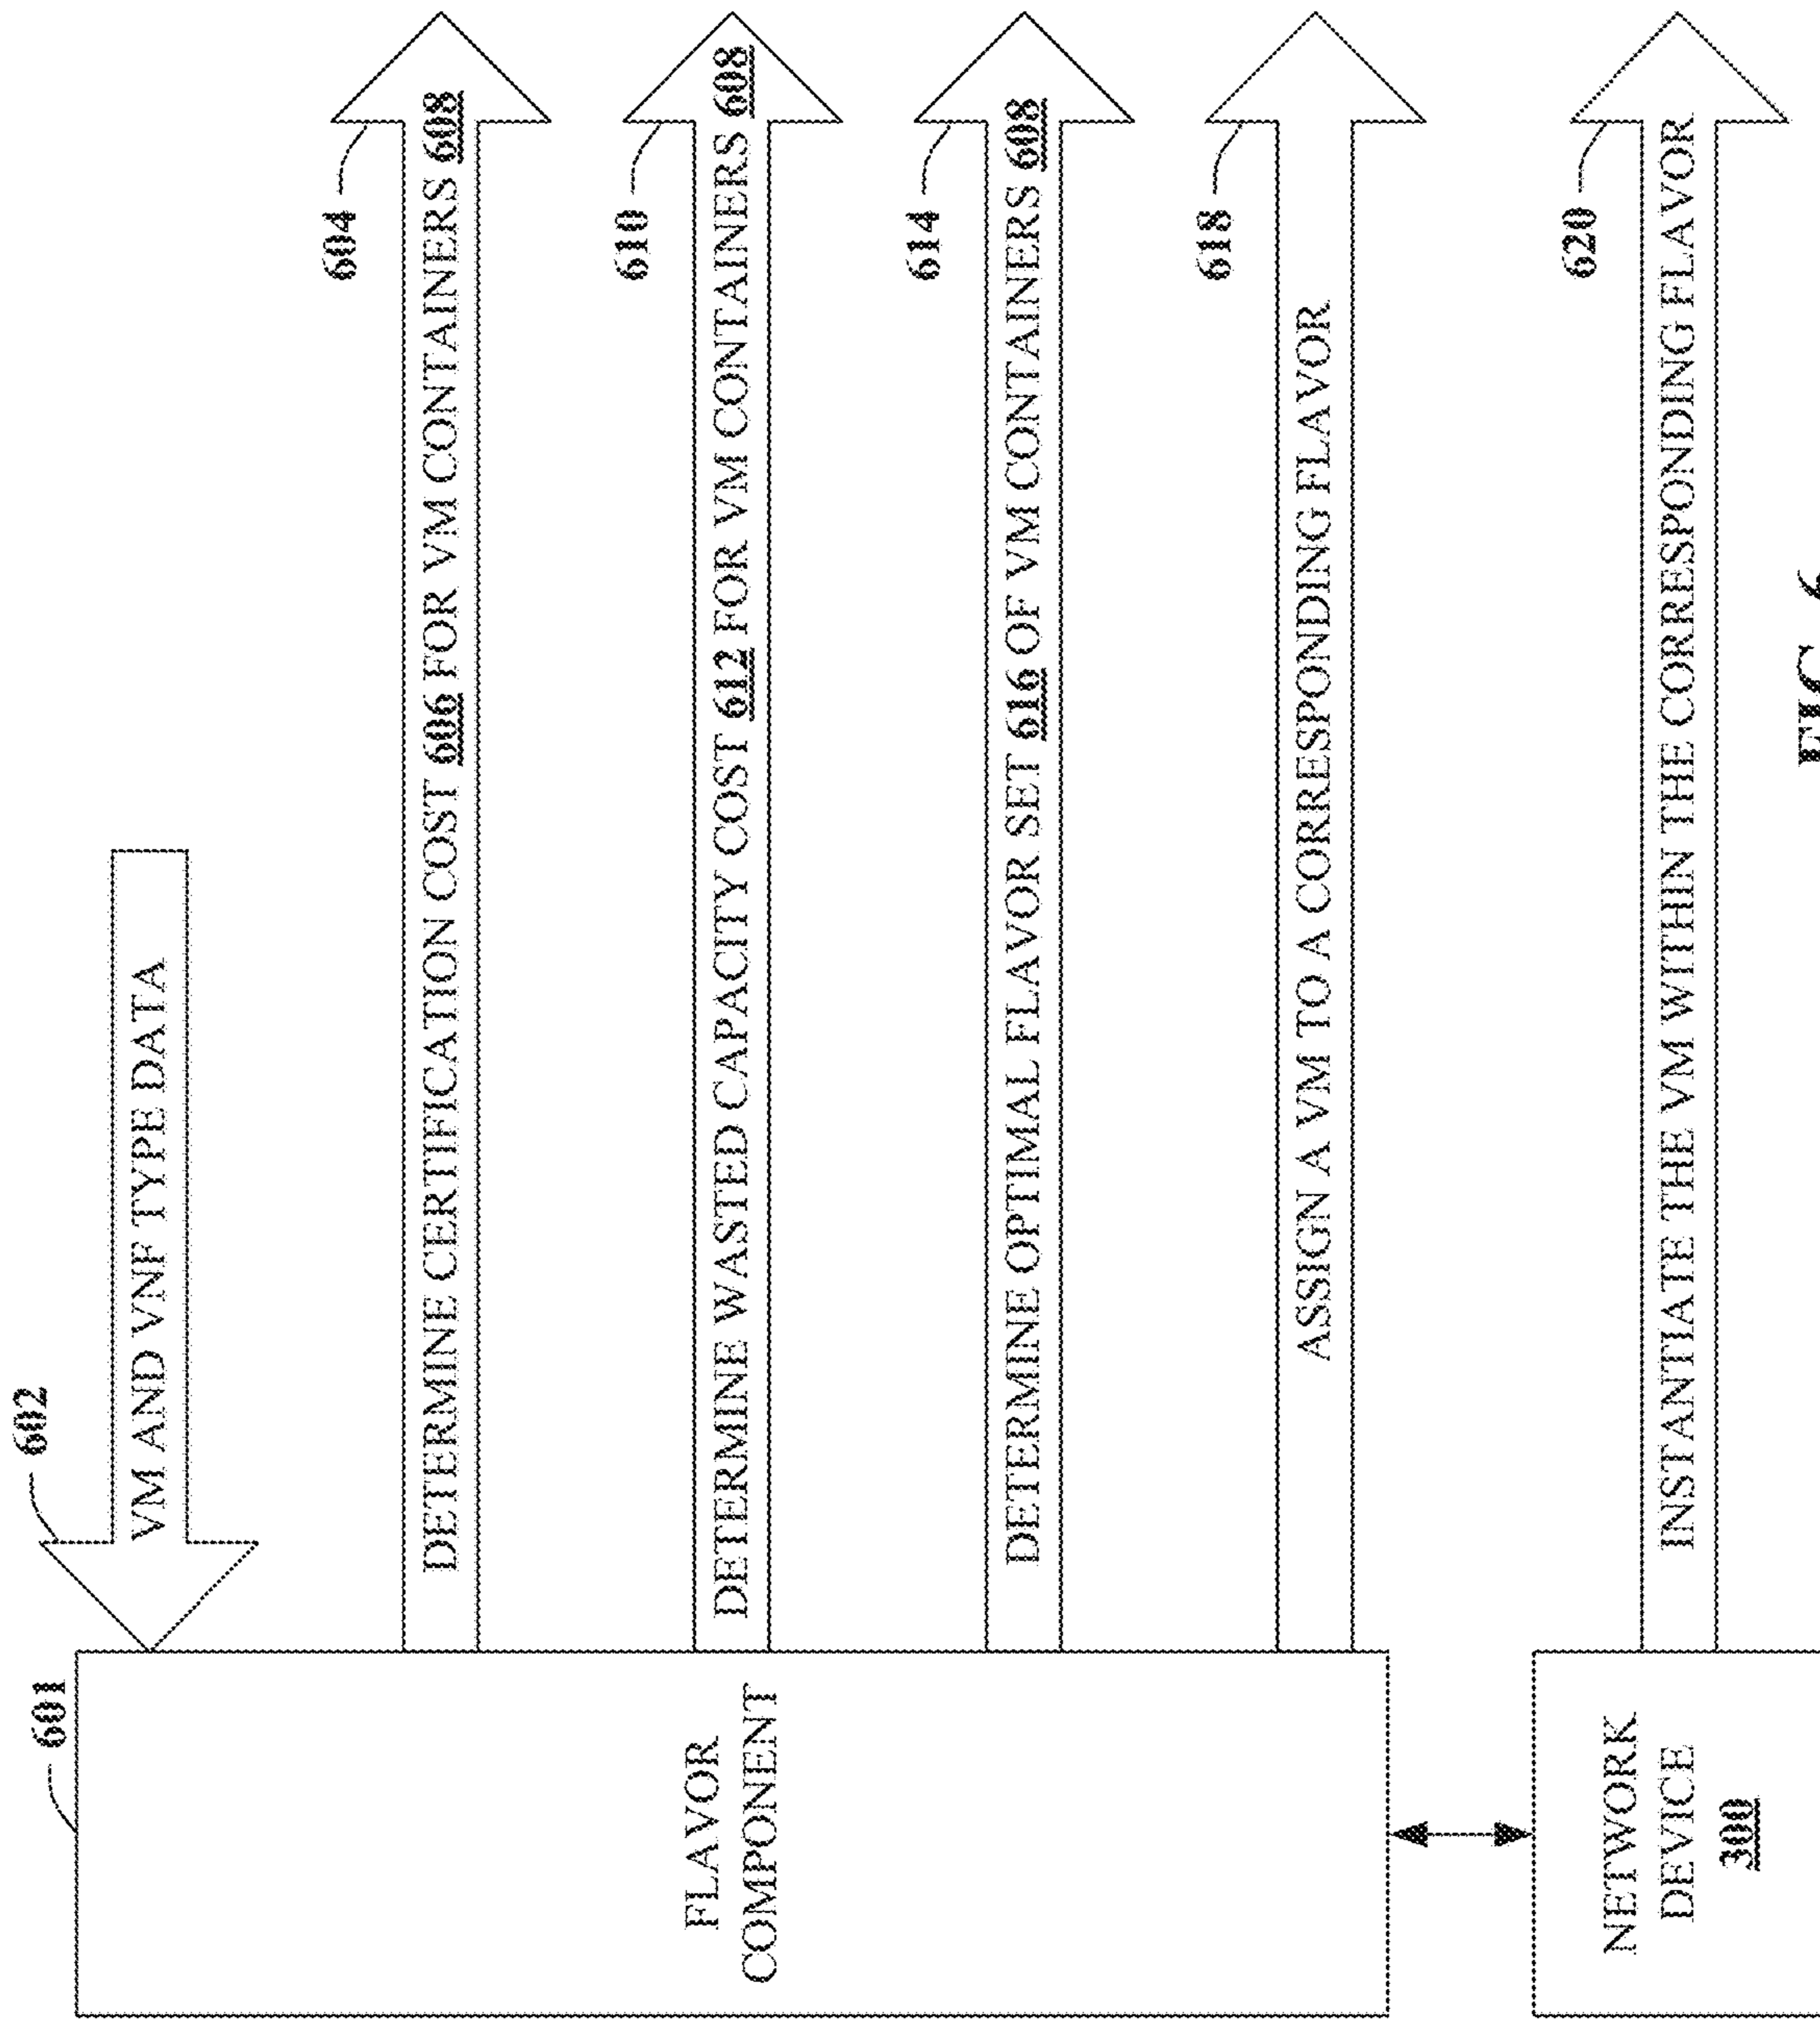 602
VM AND VNF TYPE DATA
601
FLAVOR
COMPONENT
604
DETERMINE CERTIFICATION COST 606 FOR VM CONTAINERS 608
610
DETERMINE WASTED CAPACITY COST 612 FOR VM CONTAINERS 608
614
DETERMINE OPTIMAL FLAVOR SET 616 OF VM CONTAINERS 608
618
ASSIGN A VM TO A CORRESPONDING FLAVOR
620
INSTANTIATE THE VM WITHIN THE CORRESPONDING FLAVOR
NETWORK
DEVICE
300